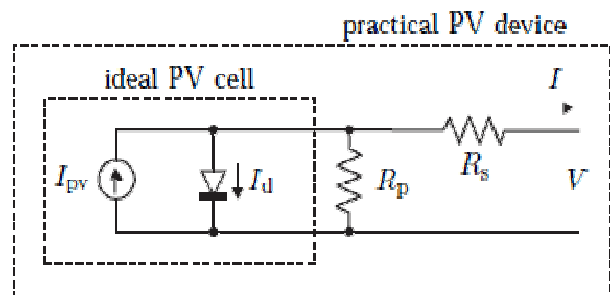 practical PV device
ideal PV cell
I
I_pv
I_d
R_p
R_s
V